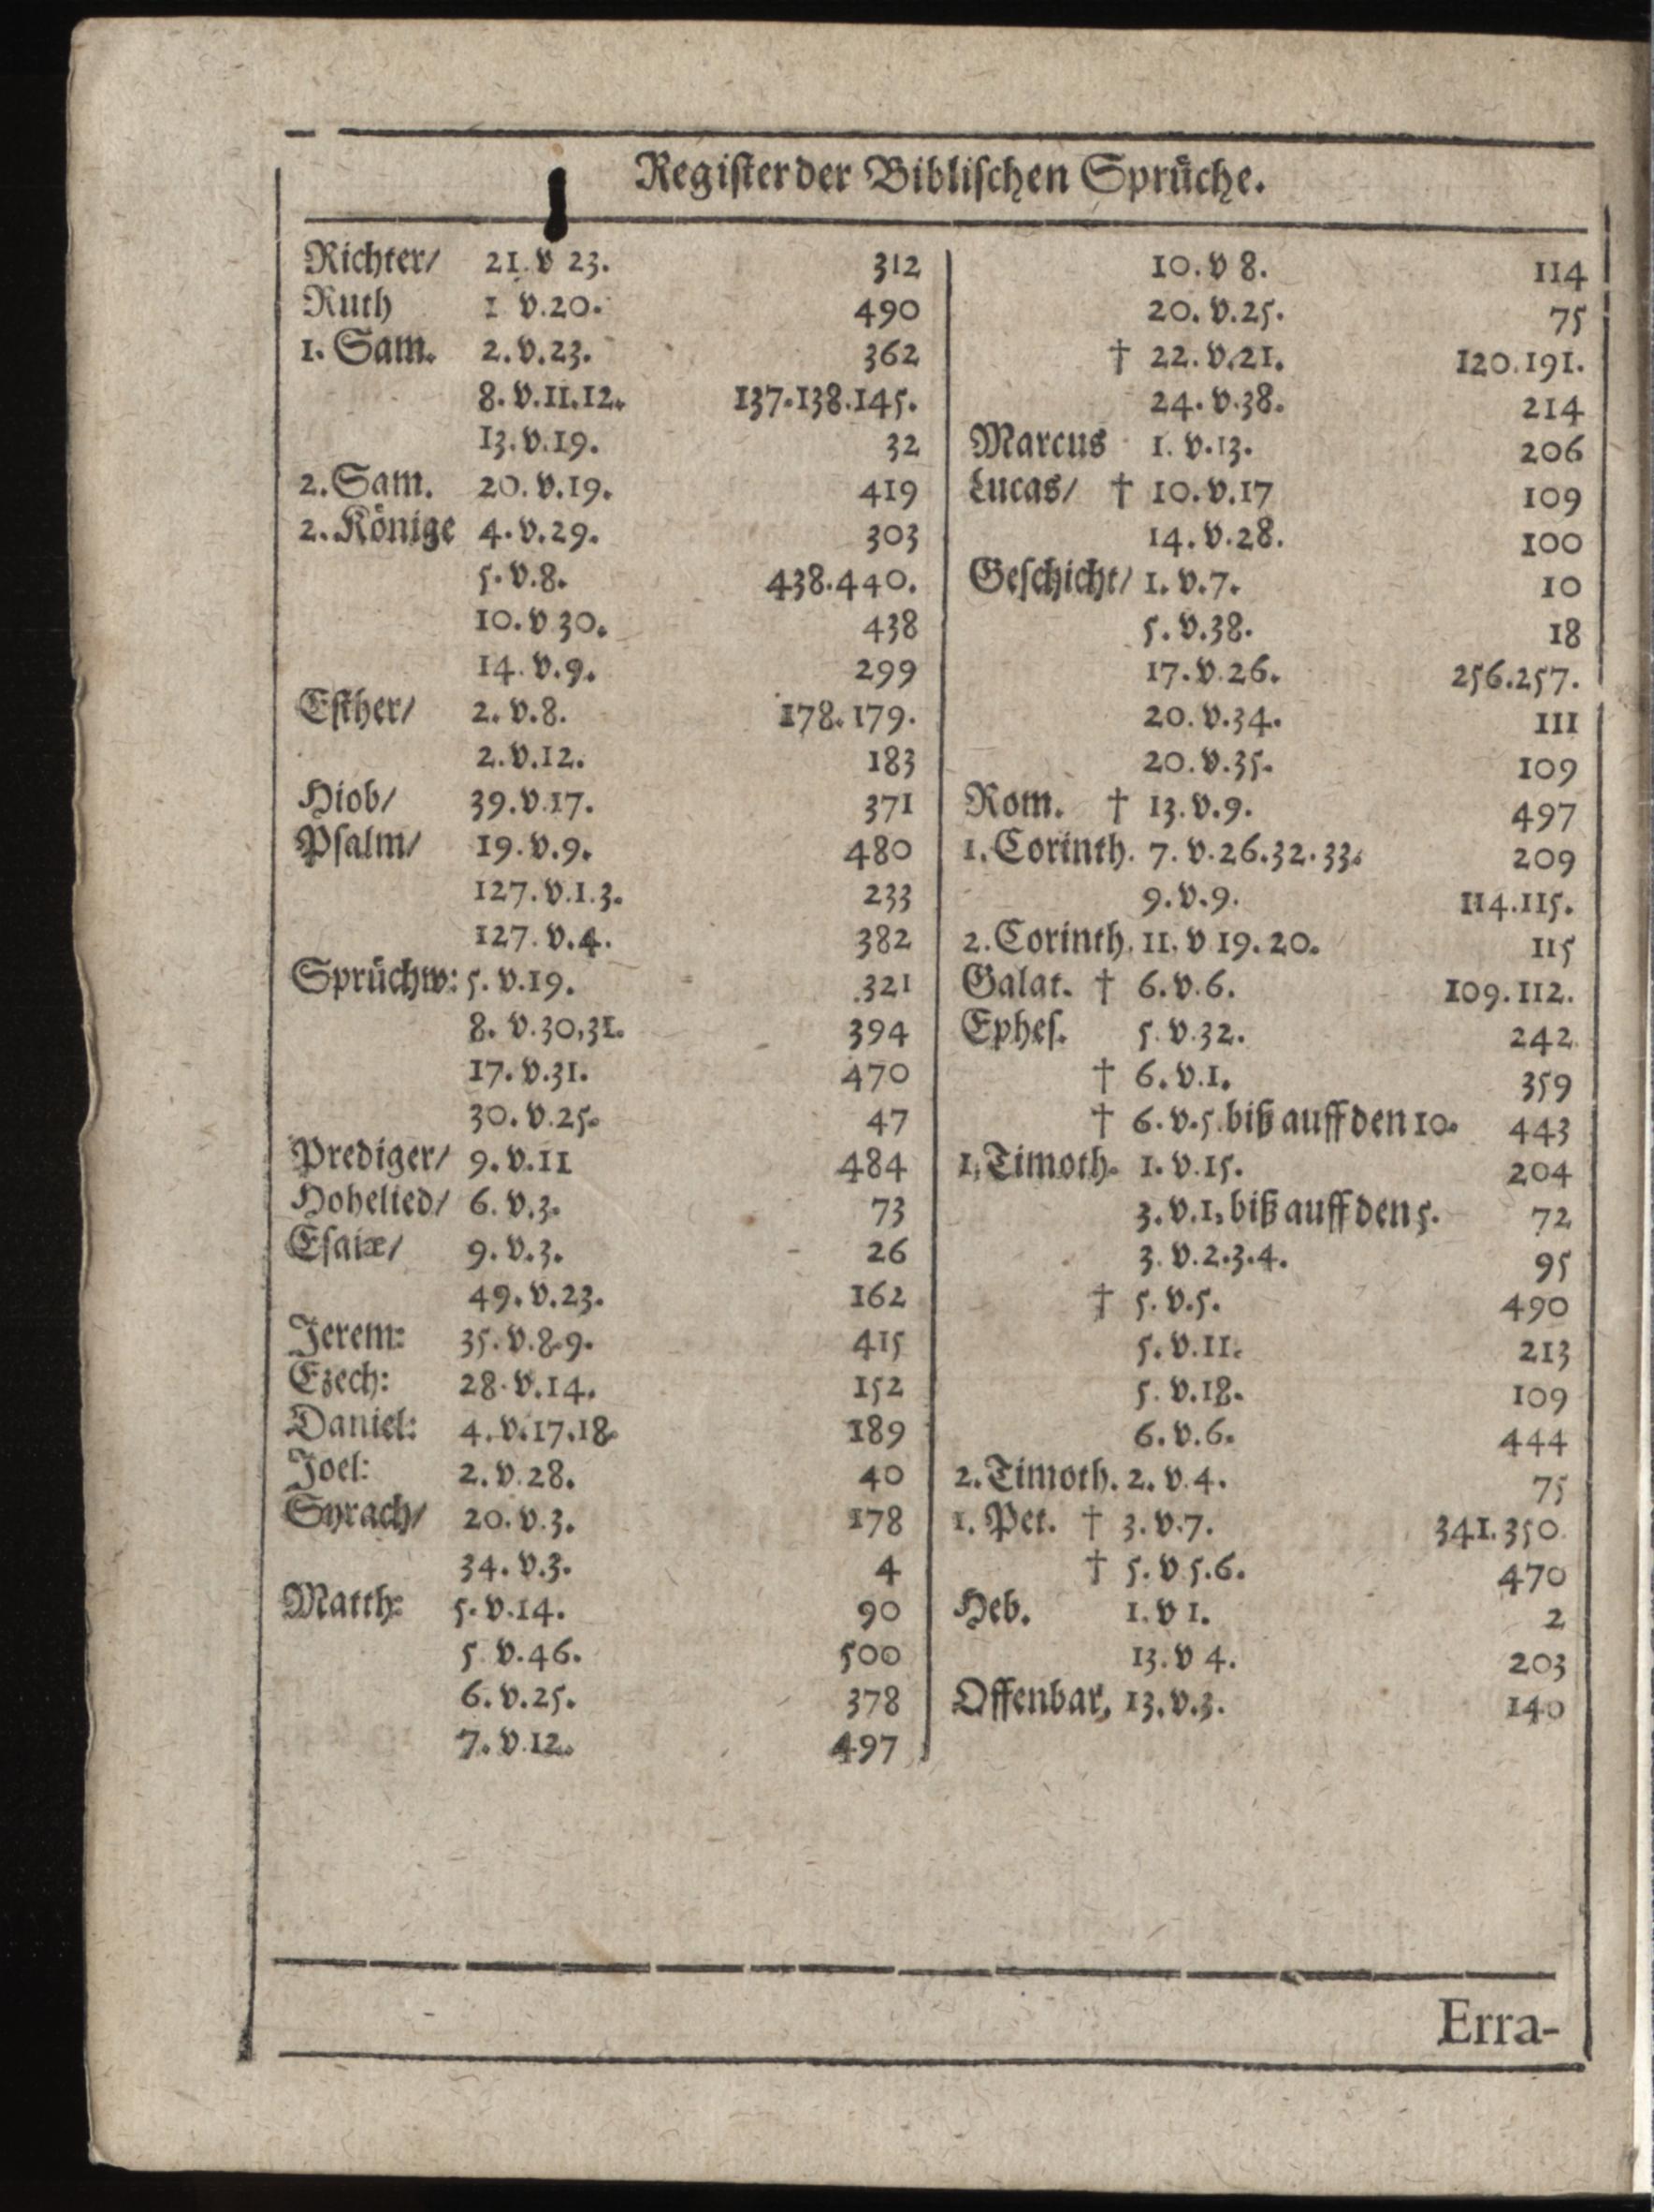 Register der Biblischen Sprüche.
Richter/ 21. v 23. 312
Ruth 1 v.20. 490
1. Sam. 2. v.23. 362
8. v.11.12. 137.138.145.
13. v.19. 32
2. Sam. 20. v.19. 419
2. Könige 4. v.29. 303
5. v.8. 438.440.
10. v 30. 438
14. v.9. 299
Esther/ 2. v.8. 178.179.
2. v.12. 183
Hiob/ 39. v.17. 371
Psalm/ 19. v.9. 480
127. v.1.3. 233
127. v.4. 382
Sprüchw: 5. v.19. 321
8. v.30,31. 394
17. v.31. 470
30. v.25. 47
Prediger/ 9. v.11 484
Hohelied/ 6. v.3. 73
Esaiæ/ 9. v.3. 26
49. v.23. 162
Jerem: 35. v.8.9. 415
Ezech: 28. v.14. 152
Daniel: 4. v.17.18. 189
Joel: 2. v.28. 40
Syrach/ 20. v.3. 178
34. v.3. 4
Matth: 5. v.14. 90
5 v.46. 500
6. v.25. 378
7. v.12. 497
10. v 8. 114
20. v.25. 75
† 22. v.21. 120.191.
24. v.38. 214
Marcus 1. v.13. 206
Lucas/ † 10. v.17 109
14. v.28. 100
Geschicht/ 1. v.7. 10
5. v.38. 18
17. v.26. 256.257.
20. v.34. 111
20. v.35. 109
Rom. † 13. v.9. 497
1. Corinth. 7. v.26.32.33. 209
9. v.9. 114.115.
2. Corinth. 11. v 19.20. 115
Galat. † 6. v.6. 109.112.
Ephes. 5. v.32. 242
† 6. v.1. 359
† 6. v.5. biß auff den 10. 443
1. Timoth. 1. v.15. 204
3. v.1, biß auff den 5. 72
3. v.2.3.4. 95
† 5. v.5. 490
5. v.11. 213
5. v.18. 109
6. v.6. 444
2. Timoth. 2. v.4. 75
1. Pet. † 3. v.7. 341.350
† 5. v 5.6. 470
Heb. 1. v 1. 2
13. v 4. 203
Offenbar, 13. v.3. 140
Erra-